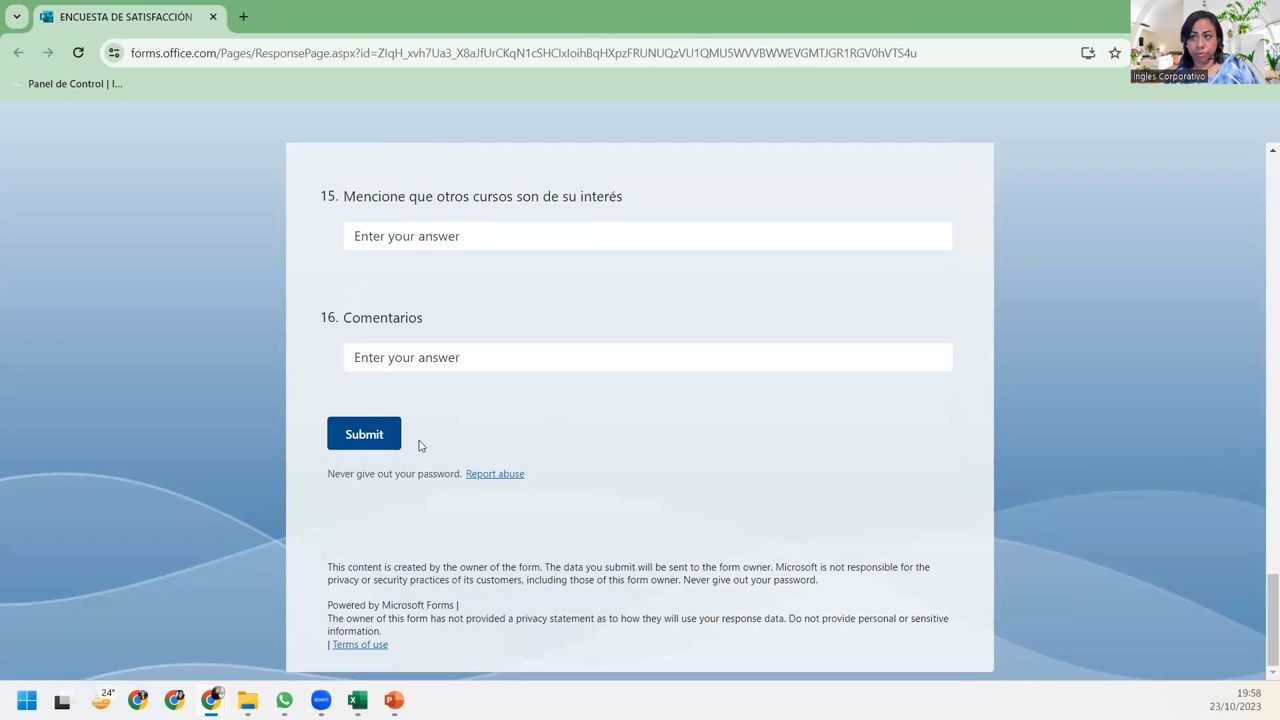 ENCUESTA DE SATISFACCIÓN
forms.office.com/Pages/ResponsePage.aspx?id=ZIqH_xvh7Ua3_X8aJPJrCKqN1cSHClxIoihBqHXpzFRUNUQzVU1QMU5WVVBWWEVGMTJGR1RGV0hVTS4u
Panel de Control | I...
Ingles Corporativo
15. Mencione que otros cursos son de su interés
Enter your answer
16. Comentarios
Enter your answer
Submit
Never give out your password. Report abuse
This content is created by the owner of the form. The data you submit will be sent to the form owner. Microsoft is not responsible for the
privacy or security practices of its customers, including those of this form owner. Never give out your password.
Powered by Microsoft Forms |
The owner of this form has not provided a privacy statement as to how they will use your response data. Do not provide personal or sensitive
information.
| Terms of use
24°
zoom
19:58
23/10/2023